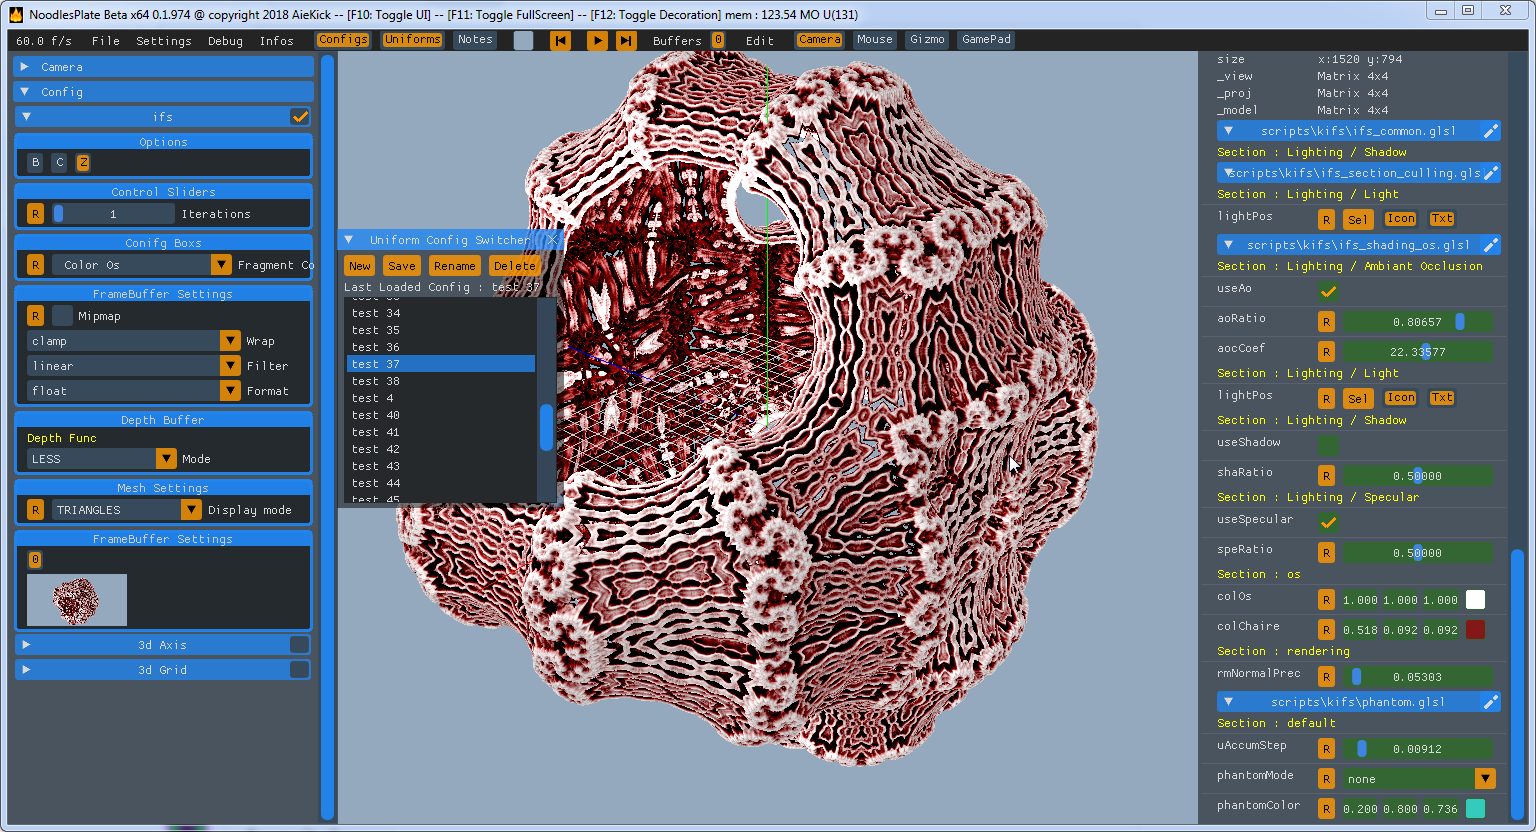 NoodlesPlate Beta x64 0.1.974 @ copyright 2018 AieKick -- [F10: Toggle UI] -- [F11: Toggle FullScreen] -- [F12: Toggle Decoration] mem : 123.54 MO U(131)
60.0 f/s File Settings Debug Infos Configs Uniforms Notes Buffers 0 Edit Camera Mouse Gizmo GamePad
Camera
Config
ifs
Options
B C Z
Control Sliders
R 1 Iterations
Conifg Boxs
R Color Os Fragment Co
FrameBuffer Settings
R Mipmap
clamp Wrap
linear Filter
float Format
Depth Buffer
Depth Func
LESS Mode
Mesh Settings
R TRIANGLES Display mode
FrameBuffer Settings
0
3d Axis
3d Grid
Uniform Config Switcher
New Save Rename Delete
Last Loaded Config : test 37
test 34
test 35
test 36
test 37
test 38
test 4
test 40
test 41
test 42
test 43
test 44
test 45
size x:1520 y:794
_view Matrix 4x4
_proj Matrix 4x4
_model Matrix 4x4
scripts\kifs\ifs_common.glsl
Section : Lighting / Shadow
scripts\kifs\ifs_section_culling.gls
Section : Lighting / Light
lightPos R Sel Icon Txt
scripts\kifs\ifs_shading_os.glsl
Section : Lighting / Ambiant Occlusion
useAo
aoRatio R 0.80657
aocCoef R 22.33577
Section : Lighting / Light
lightPos R Sel Icon Txt
Section : Lighting / Shadow
useShadow
shaRatio R 0.50000
Section : Lighting / Specular
useSpecular
speRatio R 0.50000
Section : os
colOs R 1.000 1.000 1.000
colChaire R 0.518 0.092 0.092
Section : rendering
rmNormalPrec R 0.05303
scripts\kifs\phantom.glsl
Section : default
uAccumStep R 0.00912
phantomMode R none
phantomColor R 0.200 0.800 0.736